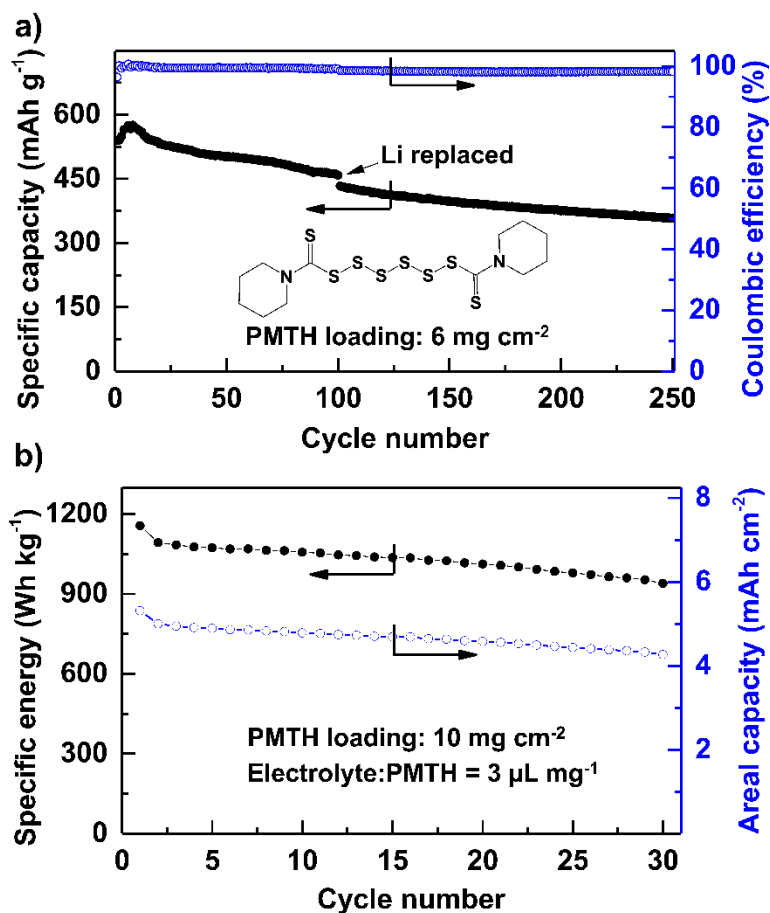 a)
Specific capacity (mAh g⁻¹)
600
450
300
150
0
Li replaced
S
S
N
S
S
S
S
S
S
N
S
PMTH loading: 6 mg cm⁻²
100
80
60
40
20
0
Coulombic efficiency (%)
0 50 100 150 200 250
Cycle number
b)
Specific energy (Wh kg⁻¹)
1200
900
600
300
0
PMTH loading: 10 mg cm⁻²
Electrolyte:PMTH = 3 µL mg⁻¹
8
6
4
2
Areal capacity (mAh cm⁻²)
0 5 10 15 20 25 30
Cycle number